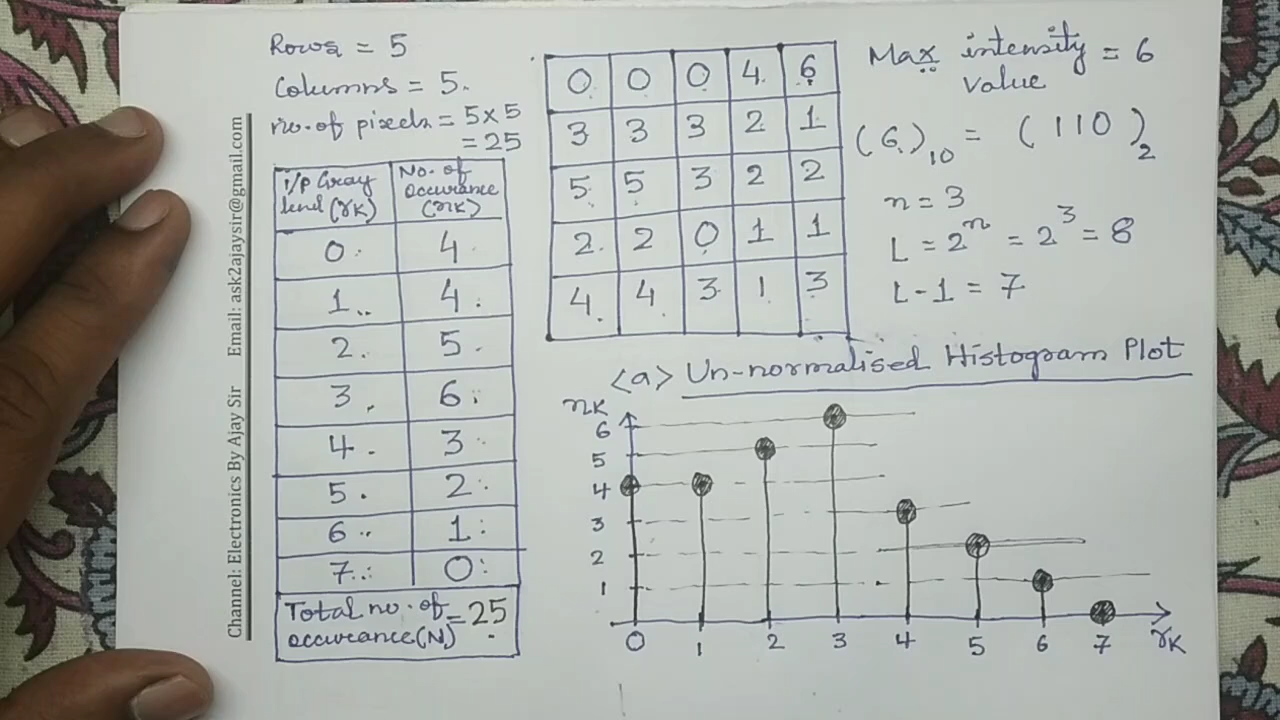 Rows = 5
Columns = 5.
no. of pixels = 5 x 5
= 25
I/P Gray
level (rK)
No. of
occurance
(nK)
0 4
1 4
2 5
3 6
4 3
5 2
6 1
7 0
Total no. of
occurance(N) = 25
0 0 0 4 6
3 3 3 2 1
5 5 3 2 2
2 2 0 1 1
4 4 3 1 3
Max intensity = 6
value
(6)10 = (110)2
n = 3
L = 2^n = 2^3 = 8
L-1 = 7
<a> Un-normalised Histogram Plot
nK
6
5
4
3
2
1
0 1 2 3 4 5 6 7 rK
Channel: Electronics By Ajay Sir Email: ask2ajaysir@gmail.com